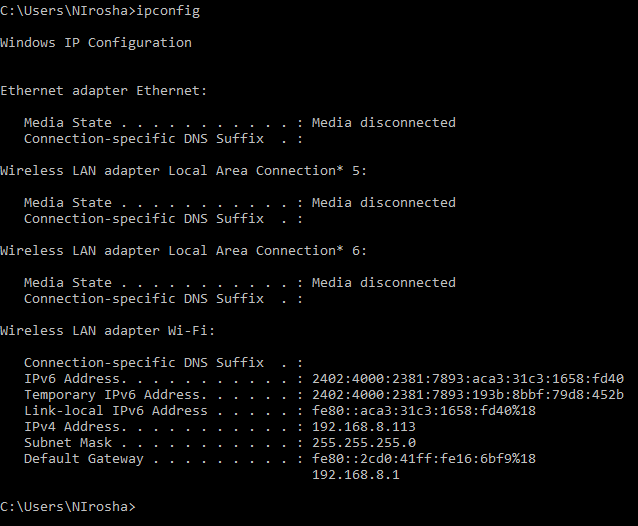 C:\Users\NIrosha>ipconfig
Windows IP Configuration
Ethernet adapter Ethernet:
Media State . . . . . . . . . . . : Media disconnected
Connection-specific DNS Suffix  . :
Wireless LAN adapter Local Area Connection* 5:
Media State . . . . . . . . . . . : Media disconnected
Connection-specific DNS Suffix  . :
Wireless LAN adapter Local Area Connection* 6:
Media State . . . . . . . . . . . : Media disconnected
Connection-specific DNS Suffix  . :
Wireless LAN adapter Wi-Fi:
Connection-specific DNS Suffix  . :
IPv6 Address. . . . . . . . . . . : 2402:4000:2381:7893:aca3:31c3:1658:fd40
Temporary IPv6 Address. . . . . . : 2402:4000:2381:7893:193b:8bbf:79d8:452b
Link-local IPv6 Address . . . . . : fe80::aca3:31c3:1658:fd40%18
IPv4 Address. . . . . . . . . . . : 192.168.8.113
Subnet Mask . . . . . . . . . . . : 255.255.255.0
Default Gateway . . . . . . . . . : fe80::2cd0:41ff:fe16:6bf9%18
192.168.8.1
C:\Users\NIrosha>